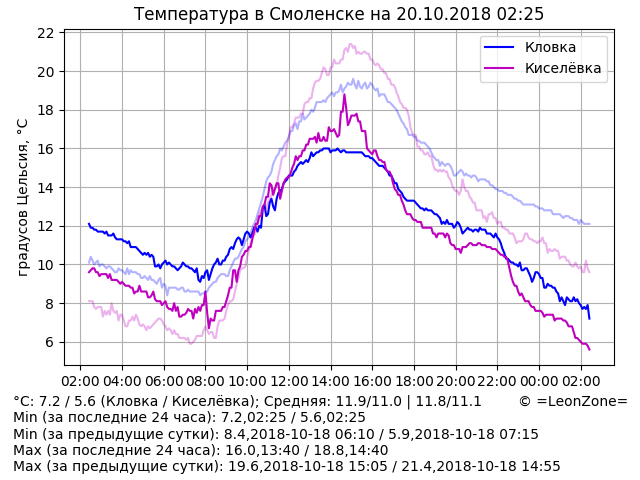 Температура в Смоленске на 20.10.2018 02:25
Кловка
Киселёвка
градусов Цельсия, °C
22
20
18
16
14
12
10
8
6
02:00 04:00 06:00 08:00 10:00 12:00 14:00 16:00 18:00 20:00 22:00 00:00 02:00
°C: 7.2 / 5.6 (Кловка / Киселёвка); Средняя: 11.9/11.0 | 11.8/11.1 © =LeonZone=
Min (за последние 24 часа): 7.2,02:25 / 5.6,02:25
Min (за предыдущие сутки): 8.4,2018-10-18 06:10 / 5.9,2018-10-18 07:15
Max (за последние 24 часа): 16.0,13:40 / 18.8,14:40
Max (за предыдущие сутки): 19.6,2018-10-18 15:05 / 21.4,2018-10-18 14:55